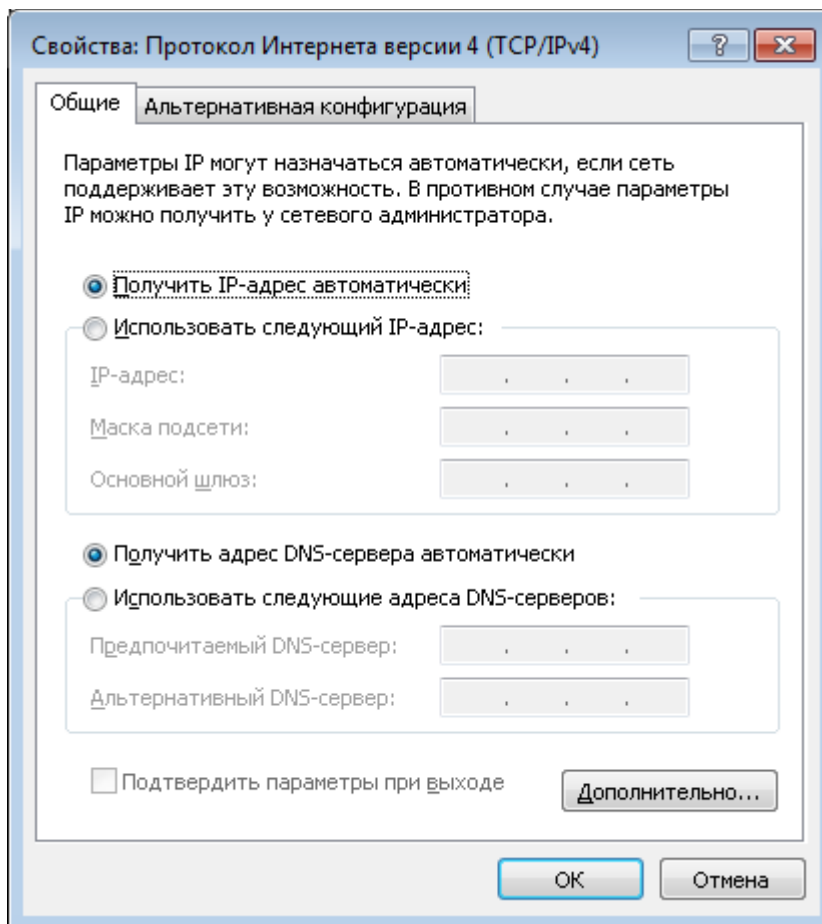 Свойства: Протокол Интернета версии 4 (TCP/IPv4)
Общие
Альтернативная конфигурация
Параметры IP могут назначаться автоматически, если сеть
поддерживает эту возможность. В противном случае параметры
IP можно получить у сетевого администратора.
Получить IP-адрес автоматически
Использовать следующий IP-адрес:
IP-адрес:
Маска подсети:
Основной шлюз:
Получить адрес DNS-сервера автоматически
Использовать следующие адреса DNS-серверов:
Предпочитаемый DNS-сервер:
Альтернативный DNS-сервер:
Подтвердить параметры при выходе
Дополнительно...
ОК
Отмена